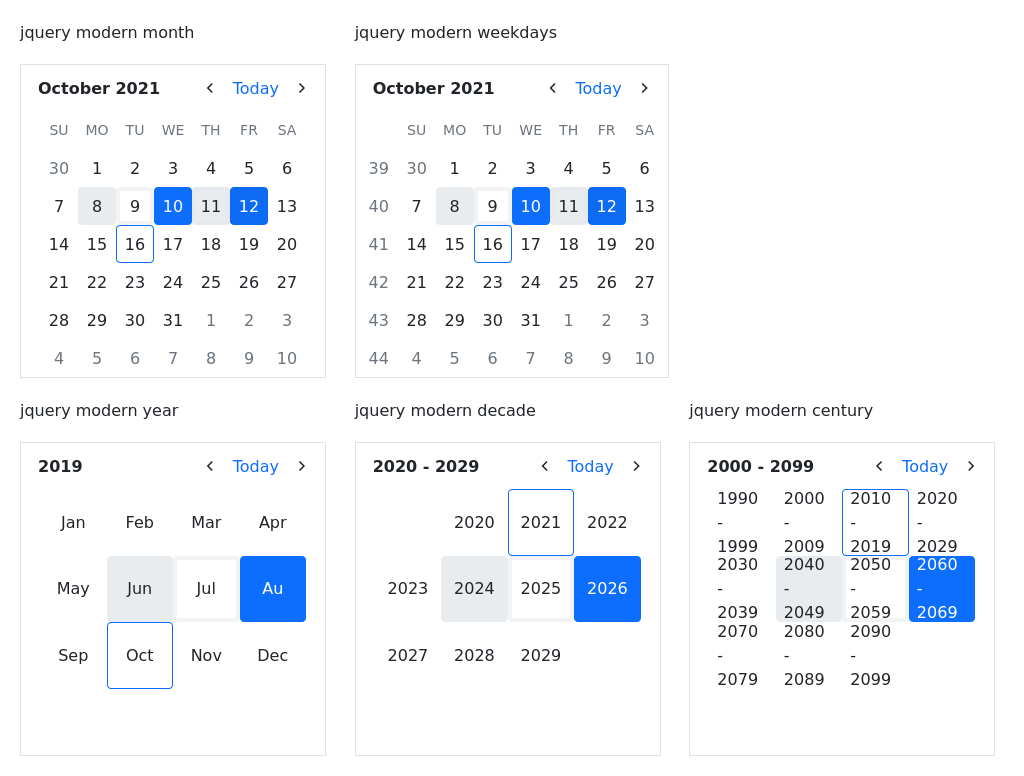 jquery modern month
jquery modern weekdays
October 2021 Today
SU MO TU WE TH FR SA
30 1 2 3 4 5 6
7 8 9 10 11 12 13
14 15 16 17 18 19 20
21 22 23 24 25 26 27
28 29 30 31 1 2 3
4 5 6 7 8 9 10
October 2021 Today
SU MO TU WE TH FR SA
39 30 1 2 3 4 5 6
40 7 8 9 10 11 12 13
41 14 15 16 17 18 19 20
42 21 22 23 24 25 26 27
43 28 29 30 31 1 2 3
44 4 5 6 7 8 9 10
jquery modern year
jquery modern decade
jquery modern century
2019 Today
Jan Feb Mar Apr
May Jun Jul Au
Sep Oct Nov Dec
2020 - 2029 Today
2020 2021 2022
2023 2024 2025 2026
2027 2028 2029
2000 - 2099 Today
1990 2000 2010 2020
- - - -
1999 2009 2019 2029
2030 2040 2050 2060
- - - -
2039 2049 2059 2069
2070 2080 2090
- - -
2079 2089 2099